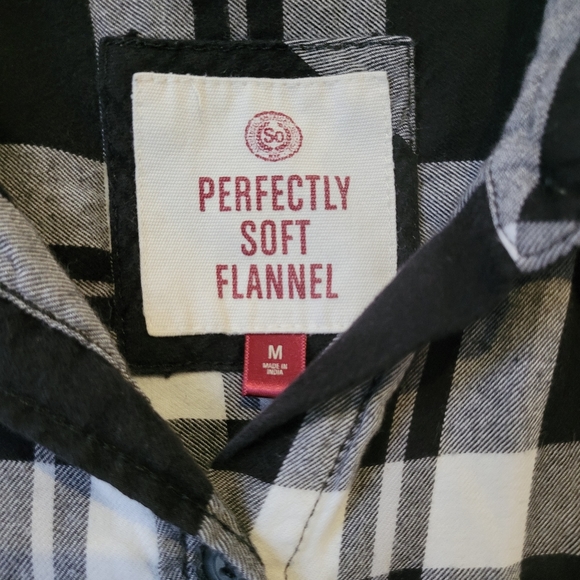 So
PERFECTLY
SOFT
FLANNEL
M
MADE IN
INDIA